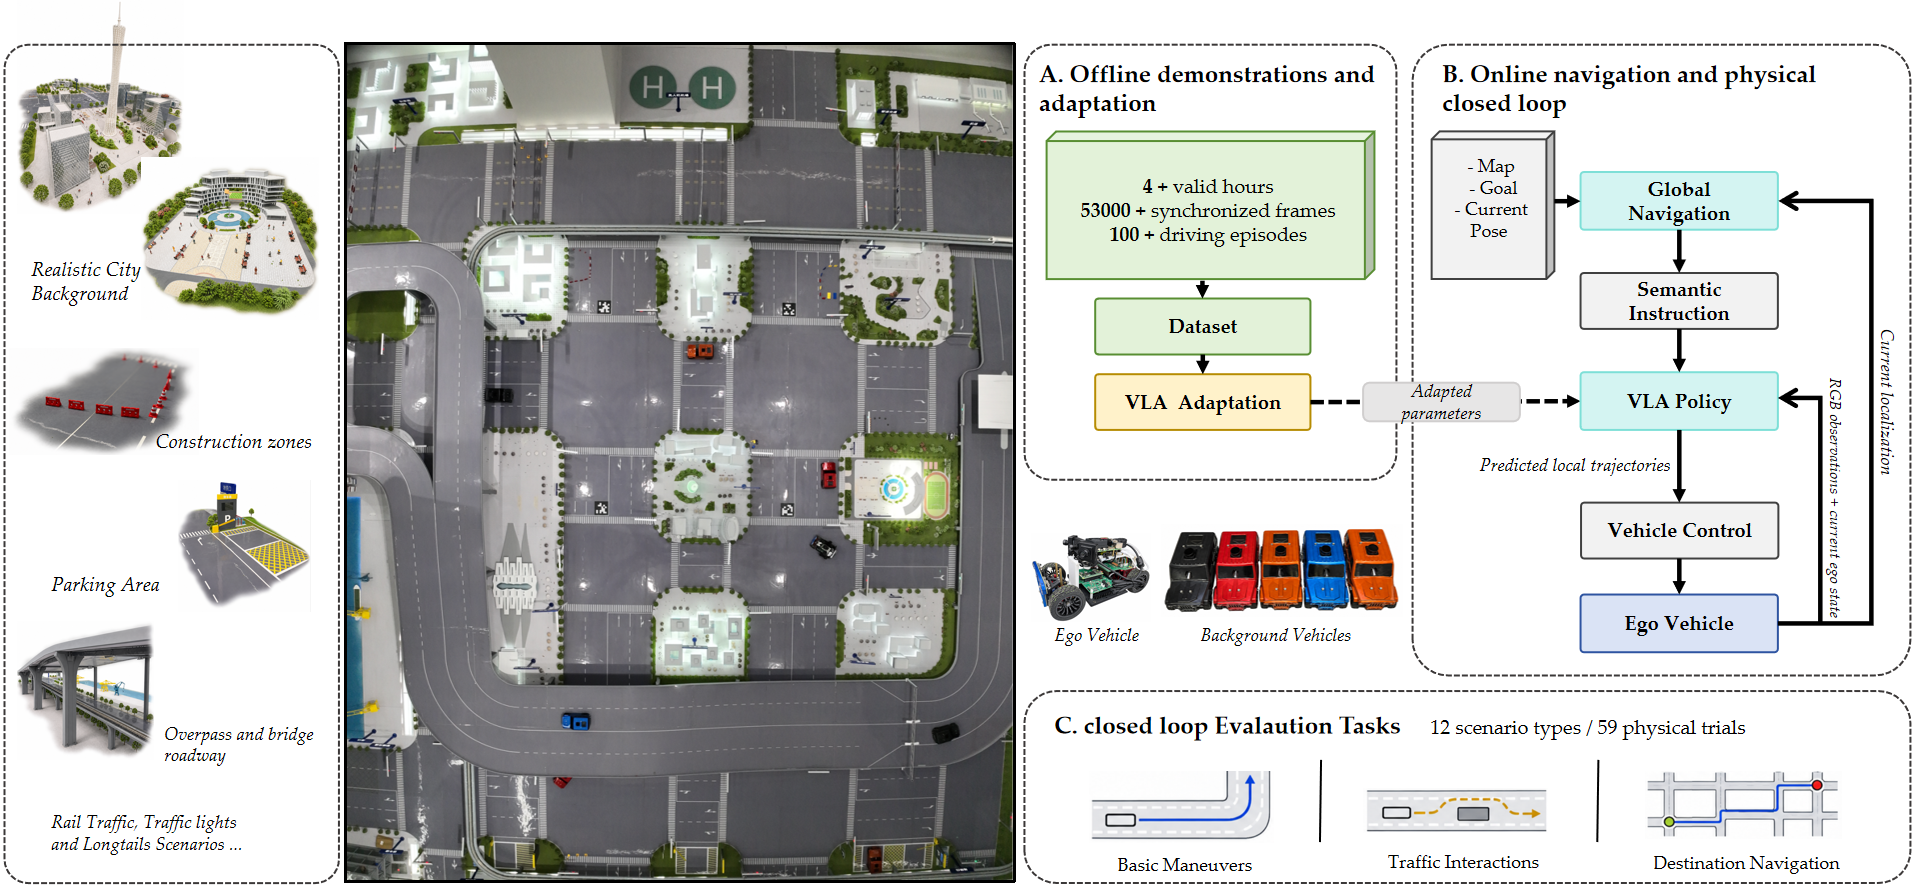 Realistic City
Background
Construction zones
P
Parking Area
Overpass and bridge
roadway
Rail Traffic, Traffic lights
and Longtails Scenarios ...
H H
A. Offline demonstrations and
adaptation
4 + valid hours
53000 + synchronized frames
100 + driving episodes
Dataset
VLA Adaptation
Adapted
parameters
Ego Vehicle
Background Vehicles
B. Online navigation and physical
closed loop
- Map
- Goal
- Current
Pose
Global
Navigation
Semantic
Instruction
VLA Policy
Predicted local trajectories
Vehicle Control
Ego Vehicle
RGB observations + current ego state
Current localization
C. closed loop Evalaution Tasks
12 scenario types / 59 physical trials
Basic Maneuvers
Traffic Interactions
Destination Navigation